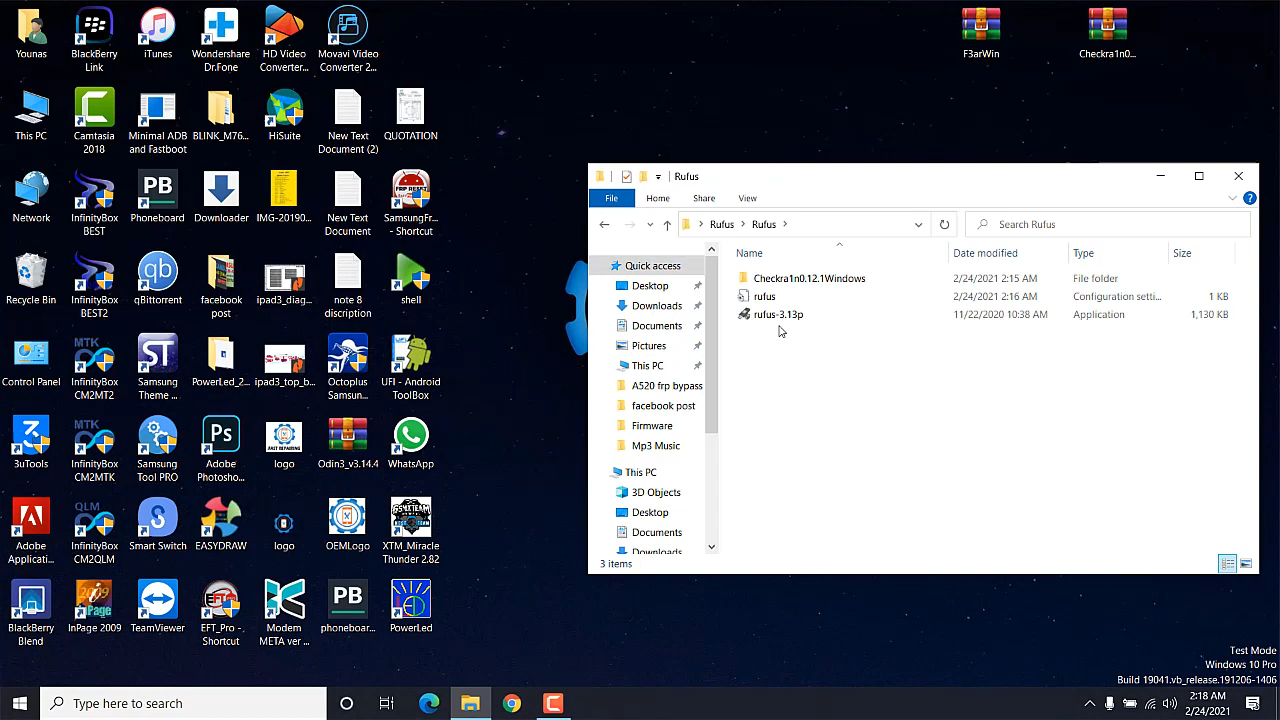 Younas
BlackBerry
Link
iTunes
Wondershare
Dr.Fone
HD Video
Converter...
Movavi Video
Converter 2...
F3arWin
Checkra1n0...
This PC
Camtasia
2018
Minimal ADB
and Fastboot
BLINK_M76...
HiSuite
New Text
Document (2)
QUOTATION
Network
InfinityBox
BEST
PB
Phoneboard
Downloader
IMG-20190...
New Text
Document
FRP RESET
SamsungFr...
- Shortcut
Recycle Bin
InfinityBox
BEST2
qb
qBittorrent
facebook
post
ipad3_diag...
note 8
discription
shell
Control Panel
MTK
InfinityBox
CM2MT2
ST
Samsung
Theme ...
PowerLed_2...
ipad3_top_b...
Octoplus
Samsun...
UFI - Android
ToolBox
3uTools
MTK
InfinityBox
CM2MTK
Samsung
Tool PRO
Ps
Adobe
Photosho...
logo
Odin3_v3.14.4
WhatsApp
Adobe
Applicati...
QLM
InfinityBox
CM2QLM
S
Smart Switch
EASYDRAW
logo
OEMLogo
XTM_Miracle
Thunder 2.82
BlackBerry
Blend
InPage
InPage 2009
TeamViewer
EFT_Pro -
Shortcut
Modem
META ver ...
PB
phoneboar...
PowerLed
Rufus
File
Home
Share
View
Rufus
Rufus
Search Rufus
Name
Date modified
Type
Size
Checkra1n0.12.1Windows
2/24/2021 2:15 AM
File folder
rufus
2/24/2021 2:16 AM
Configuration setti...
1 KB
rufus-3.13p
11/22/2020 10:38 AM
Application
1,130 KB
Quick access
Desktop
Downloads
Documents
Pictures
This PC
A520 frp bypass
facebook post
Firmware
Mp3 Music
This PC
3D Objects
Desktop
Documents
Downloads
3 items
Test Mode
Windows 10 Pro
Build 19041.vb_release.191206-1406
Type here to search
2:18 AM
2/24/2021